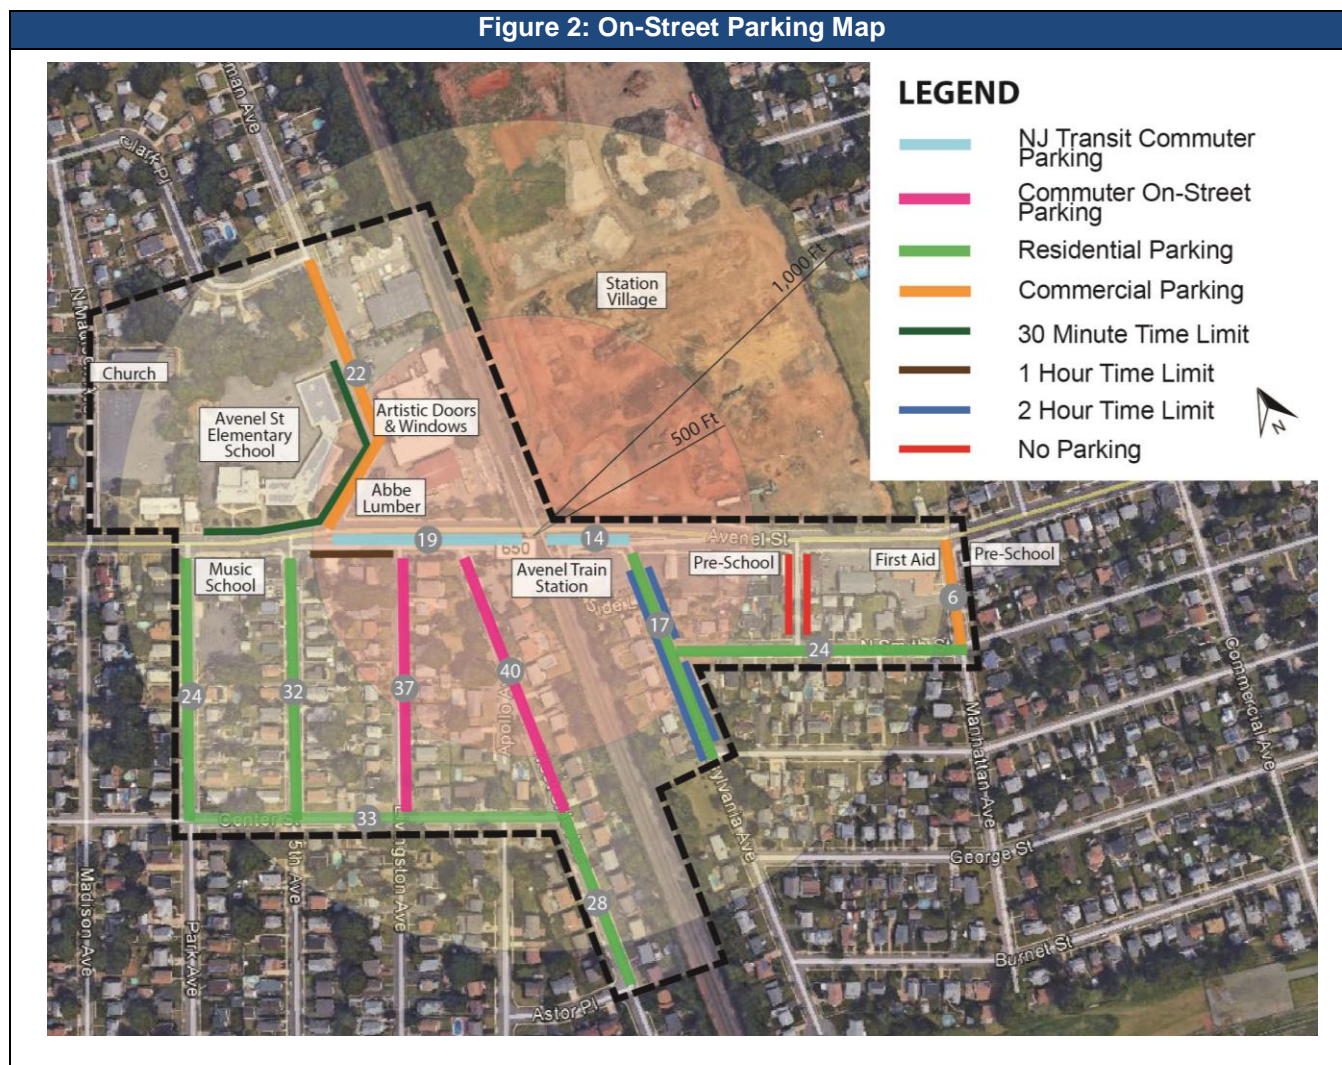 Figure 2: On-Street Parking Map
LEGEND
NJ Transit Commuter
Parking
Commuter On-Street
Parking
Residential Parking
Commercial Parking
30 Minute Time Limit
1 Hour Time Limit
2 Hour Time Limit
No Parking
N
man Ave
Clark Pl
1,000 Ft
Station
Village
Church
22
Avenel St
Elementary
School
Artistic Doors
& Windows
500 Ft
Abbe
Lumber
19
650
14
Avenel St
Music
School
Avenel Train
Station
Pre-School
First Aid
Pre-School
6
17
24
24
32
37
40
Center St
33
28
5th Ave
Livingston Ave
Park Ave
Madison Ave
Astor Pl
ylvania Ave
Manhattan Ave
Commercial Ave
George St
Burnet St